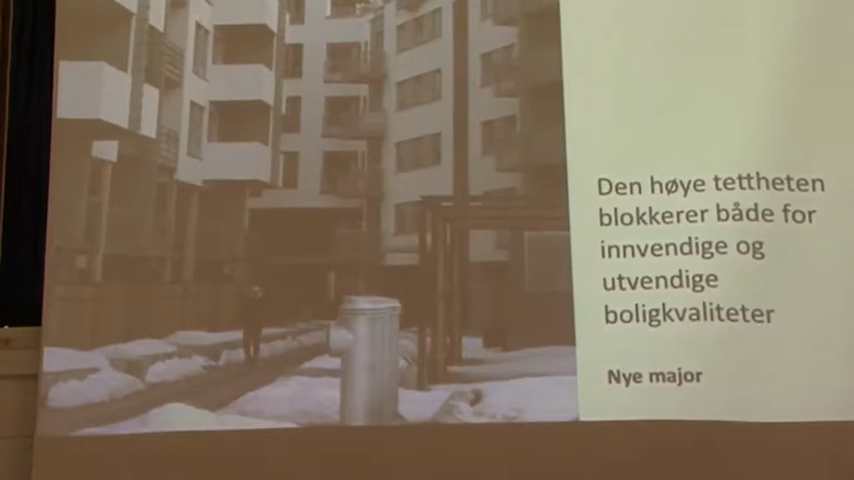 Den høye tettheten
blokkerer både for
innvendige og
utvendige
boligkvaliteter
Nye major